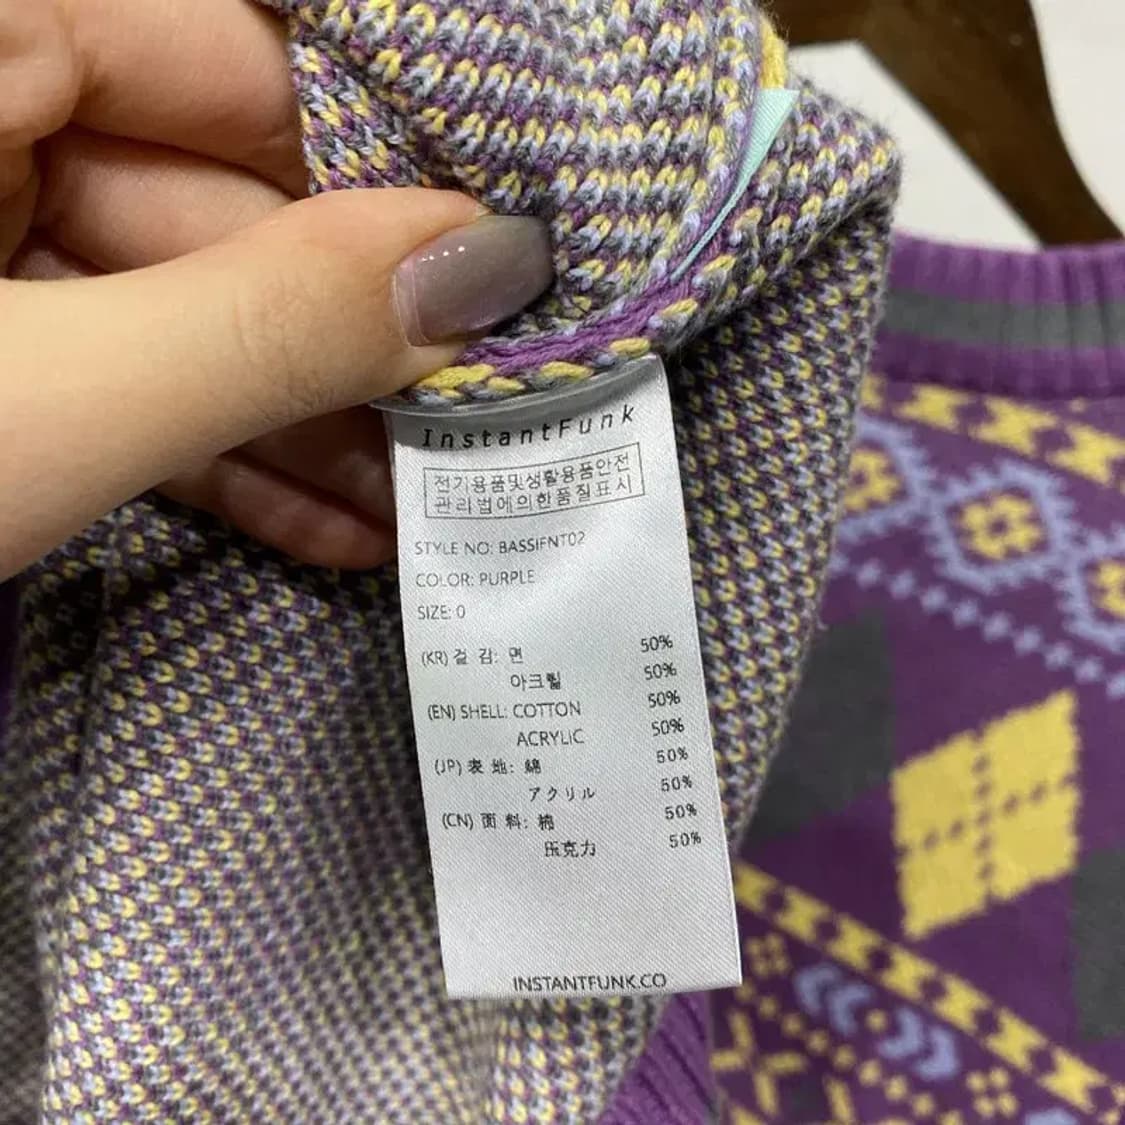 InstantFunk
전기용품및생활용품안전
관리법에의한품질표시
STYLE NO: BASSIFNT02
COLOR: PURPLE
SIZE: 0
(KR) 겉 감: 면 50%
아크릴 50%
(EN) SHELL: COTTON 50%
ACRYLIC 50%
(JP) 表 地: 綿 50%
アクリル 50%
(CN) 面 料: 棉 50%
压克力 50%
INSTANTFUNK.CO